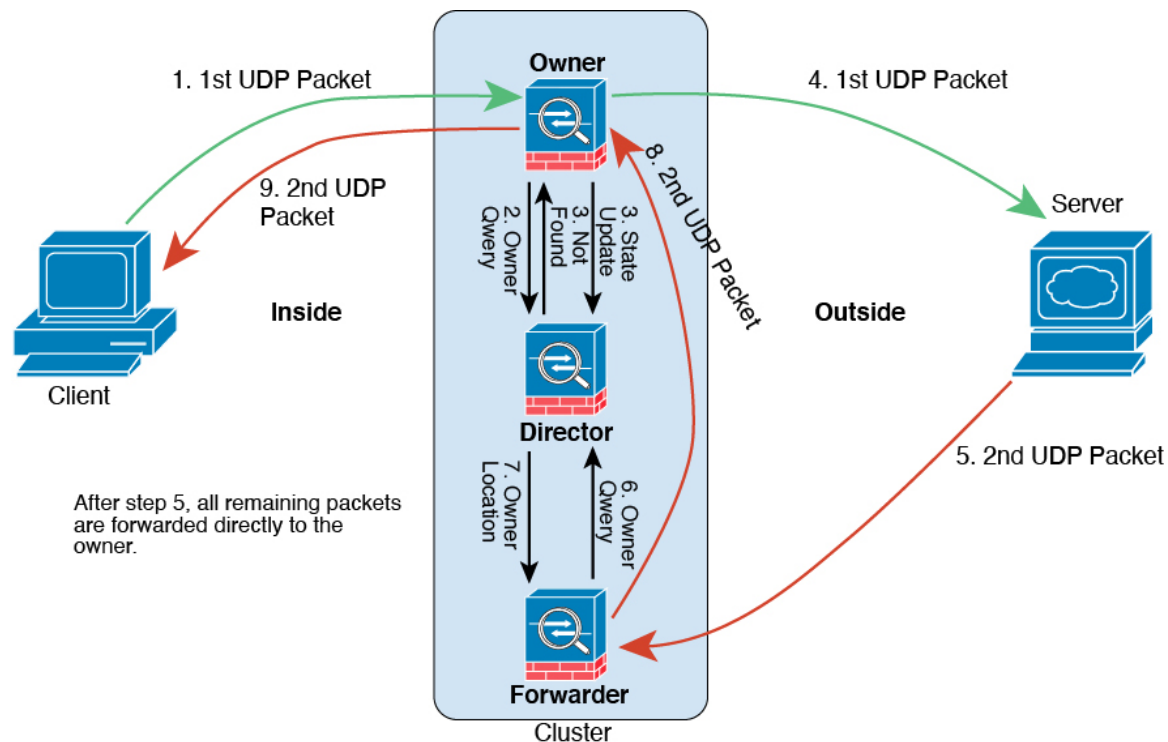 Owner
1. 1st UDP Packet
4. 1st UDP Packet
9. 2nd UDP
Packet
2. Owner
Qwery
3. Not
Found
3. State
Update
8. 2nd UDP Packet
Server
Inside
Outside
Client
Director
5. 2nd UDP Packet
7. Owner
Location
6. Owner
Qwery
After step 5, all remaining packets
are forwarded directly to the
owner.
Forwarder
Cluster